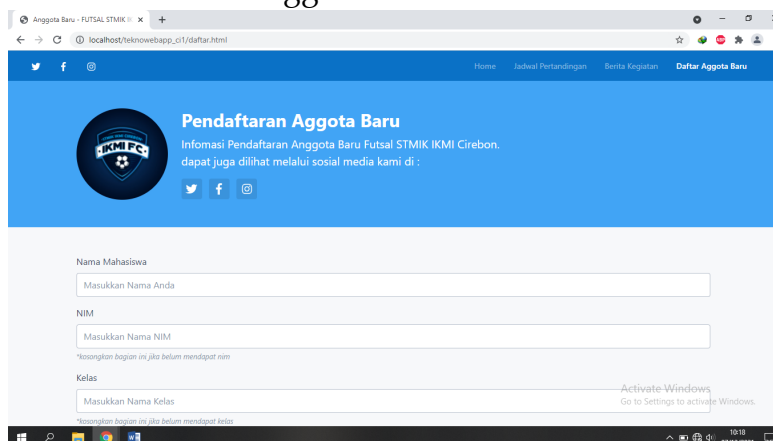 Anggota Baru - FUTSAL STMIK
localhost/teknowebapp_ci1/daftar.html
ABP
Home Jadwal Pertandingan Berita Kegiatan Daftar Aggota Baru
IKMI FC
Pendaftaran Aggota Baru
Infomasi Pendaftaran Anggota Baru Futsal STMIK IKMI Cirebon.
dapat juga dilihat melalui sosial media kami di :
Nama Mahasiswa
Masukkan Nama Anda
NIM
Masukkan Nama NIM
*kosongkan bagian ini jika belum mendapat nim
Kelas
Masukkan Nama Kelas
*kosongkan bagian ini jika belum mendapat kelas
Activate Windows
Go to Settings to activate Windows.
10:18